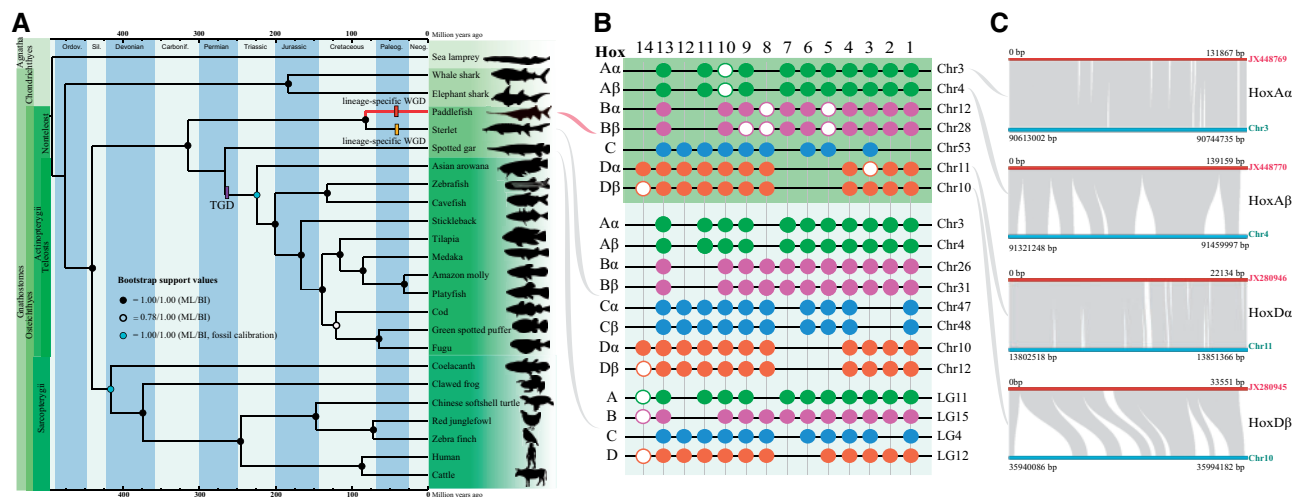 A
400
300
200
100
0
Million years ago
Ordov.
Sil.
Devonian
Carbonif.
Permian
Triassic
Jurassic
Cretaceous
Paleog.
Neog.
Agnatha
Chondrichthyes
Nonteleost
Teleosts
Actinopterygii
Sarcopterygii
Osteichthyes
Gnathostomes
Sea lamprey
Whale shark
Elephant shark
lineage-specific WGD
Paddlefish
Sterlet
lineage-specific WGD
Spotted gar
TGD
Asian arowana
Zebrafish
Cavefish
Stickleback
Tilapia
Medaka
Amazon molly
Platyfish
Cod
Green spotted puffer
Fugu
Coelacanth
Clawed frog
Chinese softshell turtle
Red junglefowl
Zebra finch
Human
Cattle
Bootstrap support values
= 1.00/1.00 (ML/BI)
= 0.78/1.00 (ML/BI)
= 1.00/1.00 (ML/BI, fossil calibration)
400
300
200
100
0
Million years ago
B
Hox 14 13 12 11 10 9 8 7 6 5 4 3 2 1
Aα Chr3
Aβ Chr4
Bα Chr12
Bβ Chr28
C Chr53
Dα Chr11
Dβ Chr10
Aα Chr3
Aβ Chr4
Bα Chr26
Bβ Chr31
Cα Chr47
Cβ Chr48
Dα Chr10
Dβ Chr12
A LG11
B LG15
C LG4
D LG12
C
0 bp 131867 bp
JX448769
HoxAα
Chr3
90613002 bp 90744735 bp
0 bp 139159 bp
JX448770
HoxAβ
Chr4
91321248 bp 91459997 bp
0 bp 22134 bp
JX280946
HoxDα
Chr11
13802518 bp 13851366 bp
0bp 33551 bp
JX280945
HoxDβ
Chr10
35940086 bp 35994182 bp